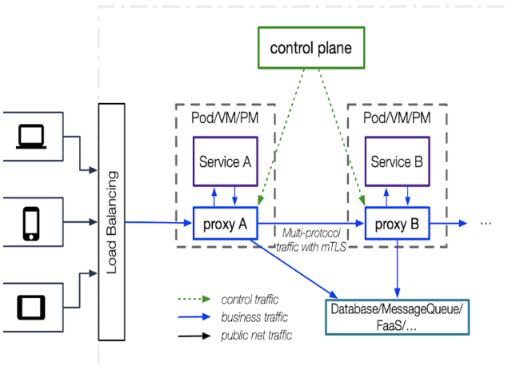 control plane
Pod/VM/PM
Pod/VM/PM
Service A
Service B
Load Balancing
proxy A
proxy B
...
Multi-protocol
traffic with mTLS
control traffic
business traffic
public net traffic
Database/MessageQueue/
FaaS/...